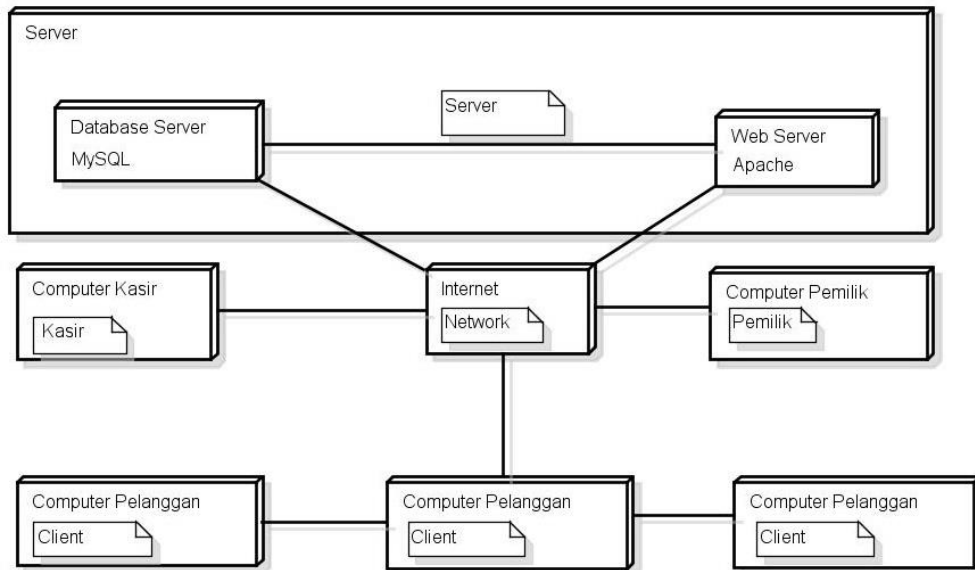 Server
Database Server
MySQL
Server
Web Server
Apache
Computer Kasir
Kasir
Internet
Network
Computer Pemilik
Pemilik
Computer Pelanggan
Client
Computer Pelanggan
Client
Computer Pelanggan
Client